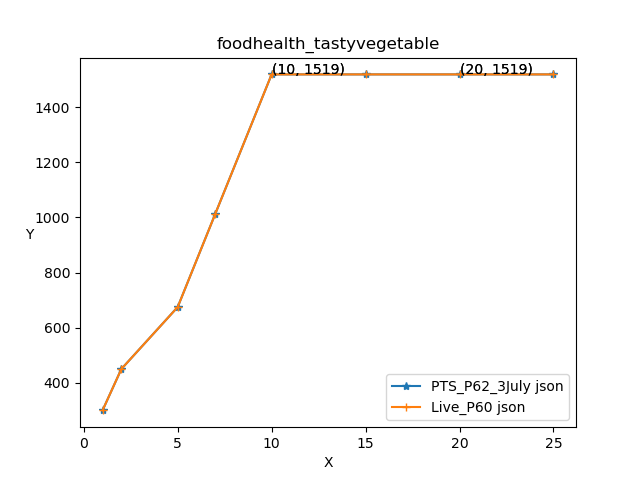 foodhealth_tastyvegetable
(10, 1519) (20, 1519)
1400
1200
1000
Y
800
600
400
PTS_P62_3July json
Live_P60 json
0 5 10 15 20 25
X